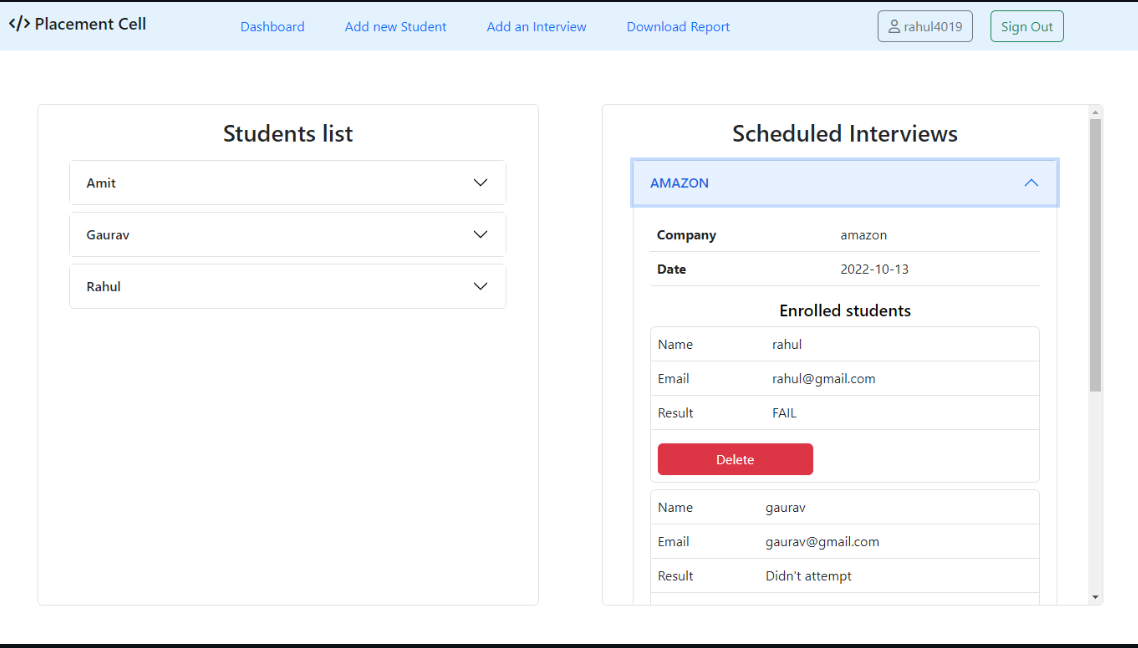 </> Placement Cell Dashboard Add new Student Add an Interview Download Report rahul4019 Sign Out
Students list
Amit
Gaurav
Rahul
Scheduled Interviews
AMAZON
Company amazon
Date 2022-10-13
Enrolled students
Name rahul
Email rahul@gmail.com
Result FAIL
Delete
Name gaurav
Email gaurav@gmail.com
Result Didn't attempt